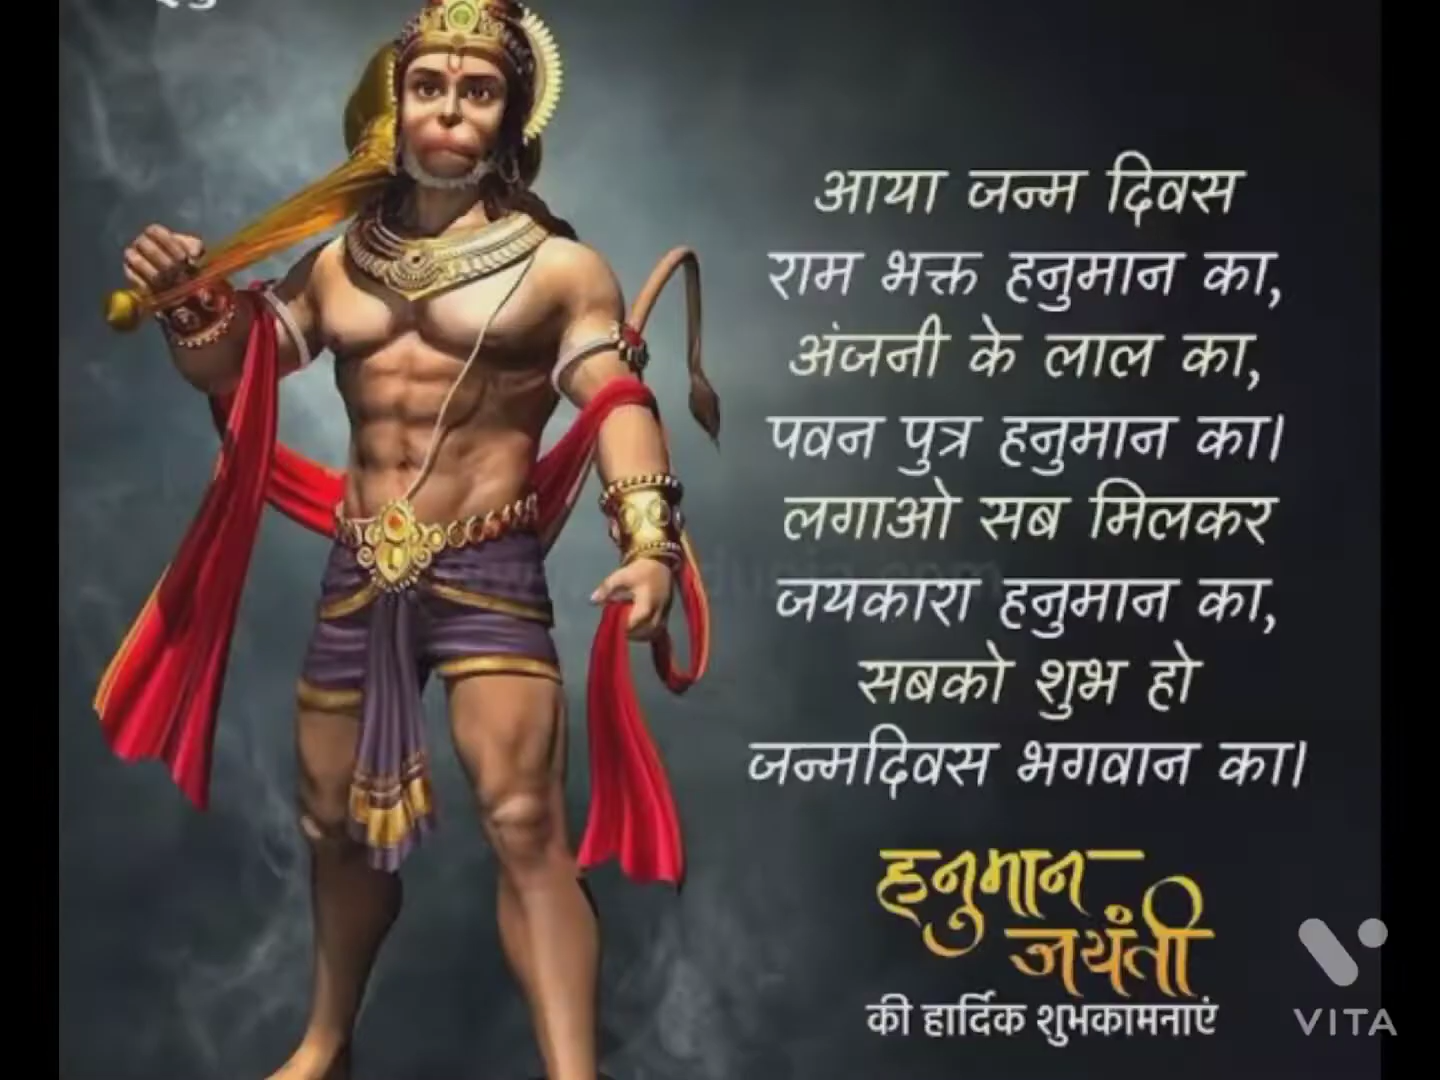 आया जन्म दिवस
राम भक्त हनुमान का,
अंजनी के लाल का,
पवन पुत्र हनुमान का।
लगाओ सब मिलकर
जयकारा हनुमान का,
सबको शुभ हो
जन्मदिवस भगवान का।
हनुमान
जयंती
की हार्दिक शुभकामनाएं
VITA